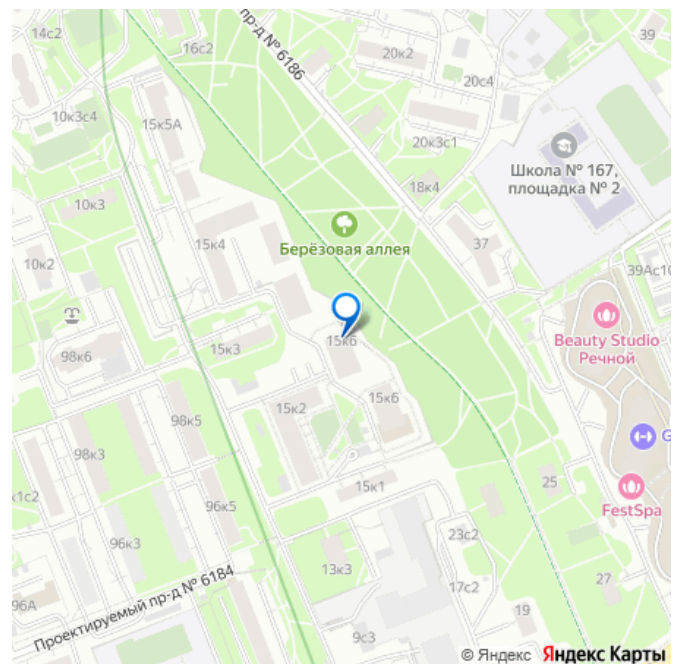 14с2
16с2
20к2
39
пр-д № 6186
20с4
10к3с4
15к5А
20к3с1
Школа № 167,
площадка № 2
18к4
10к3
15к4
Берёзовая аллея
37
10к2
39Ас10
15к6
Beauty Studio
Речной
98к6
15к3
98к5
15к2
15к6
G
98к3
к1с2
15к1
25
FestSpa
96к5
96к3
23с2
13к3
17с2
27
Проектируемый пр-д № 6184
96А
19
9с3
© Яндекс Яндекс Карты